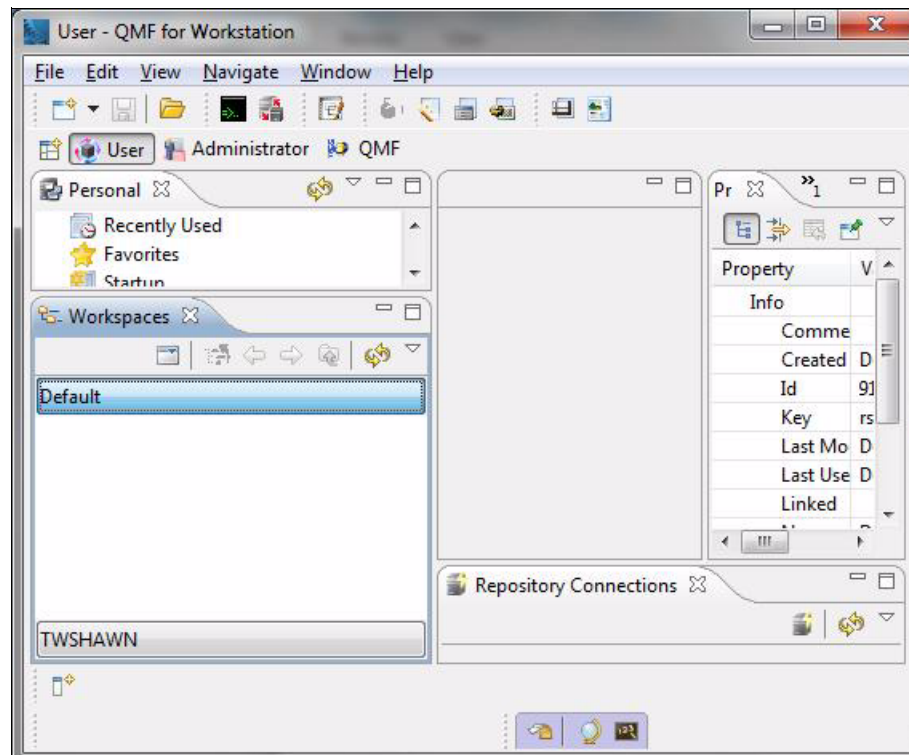 User - QMF for Workstation
File Edit View Navigate Window Help
User Administrator QMF
Personal
Recently Used
Favorites
Startup
Workspaces
Default
TWSHAWN
Pr »1
Property V
Info
Comme
Created D
Id 91
Key rs
Last Mo D
Last Use D
Linked
Repository Connections